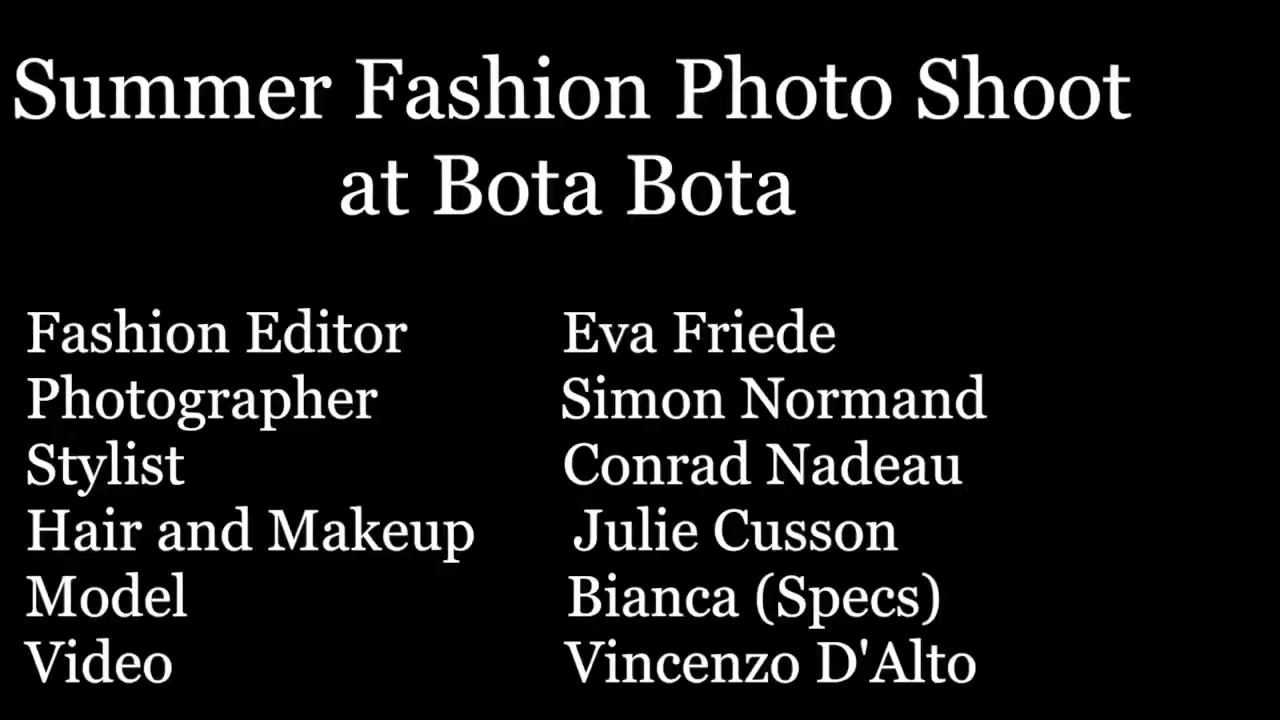 Summer Fashion Photo Shoot
at Bota Bota
Fashion Editor Eva Friede
Photographer Simon Normand
Stylist Conrad Nadeau
Hair and Makeup Julie Cusson
Model Bianca (Specs)
Video Vincenzo D'Alto